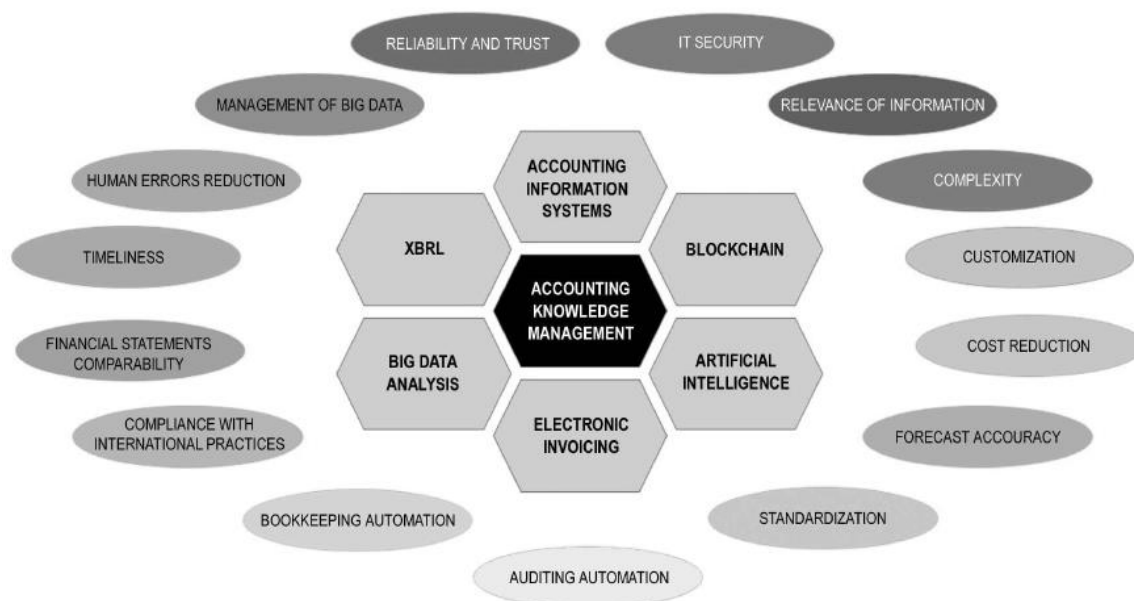 RELIABILITY AND TRUST
IT SECURITY
MANAGEMENT OF BIG DATA
RELEVANCE OF INFORMATION
HUMAN ERRORS REDUCTION
ACCOUNTING
INFORMATION
SYSTEMS
COMPLEXITY
TIMELINESS
XBRL
BLOCKCHAIN
CUSTOMIZATION
ACCOUNTING
KNOWLEDGE
MANAGEMENT
FINANCIAL STATEMENTS
COMPARABILITY
BIG DATA
ANALYSIS
ARTIFICIAL
INTELLIGENCE
COST REDUCTION
COMPLIANCE WITH
INTERNATIONAL PRACTICES
ELECTRONIC
INVOICING
FORECAST ACCOURACY
BOOKKEEPING AUTOMATION
STANDARDIZATION
AUDITING AUTOMATION